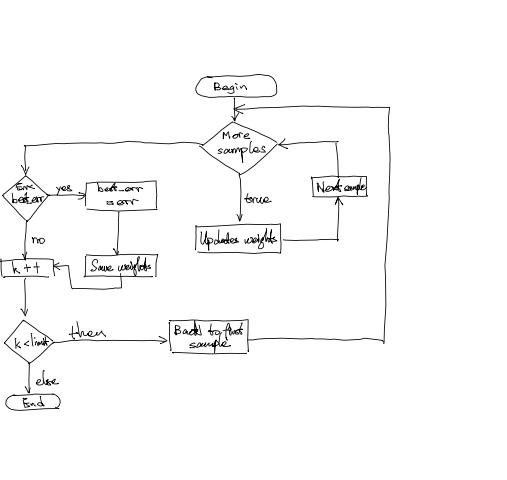 Begin
More
samples
Err<
best_err
yes
best_err
= err
true
Next sample
no
Updates weights
k++
Save weights
k < limit
then
Back to first
sample
else
End